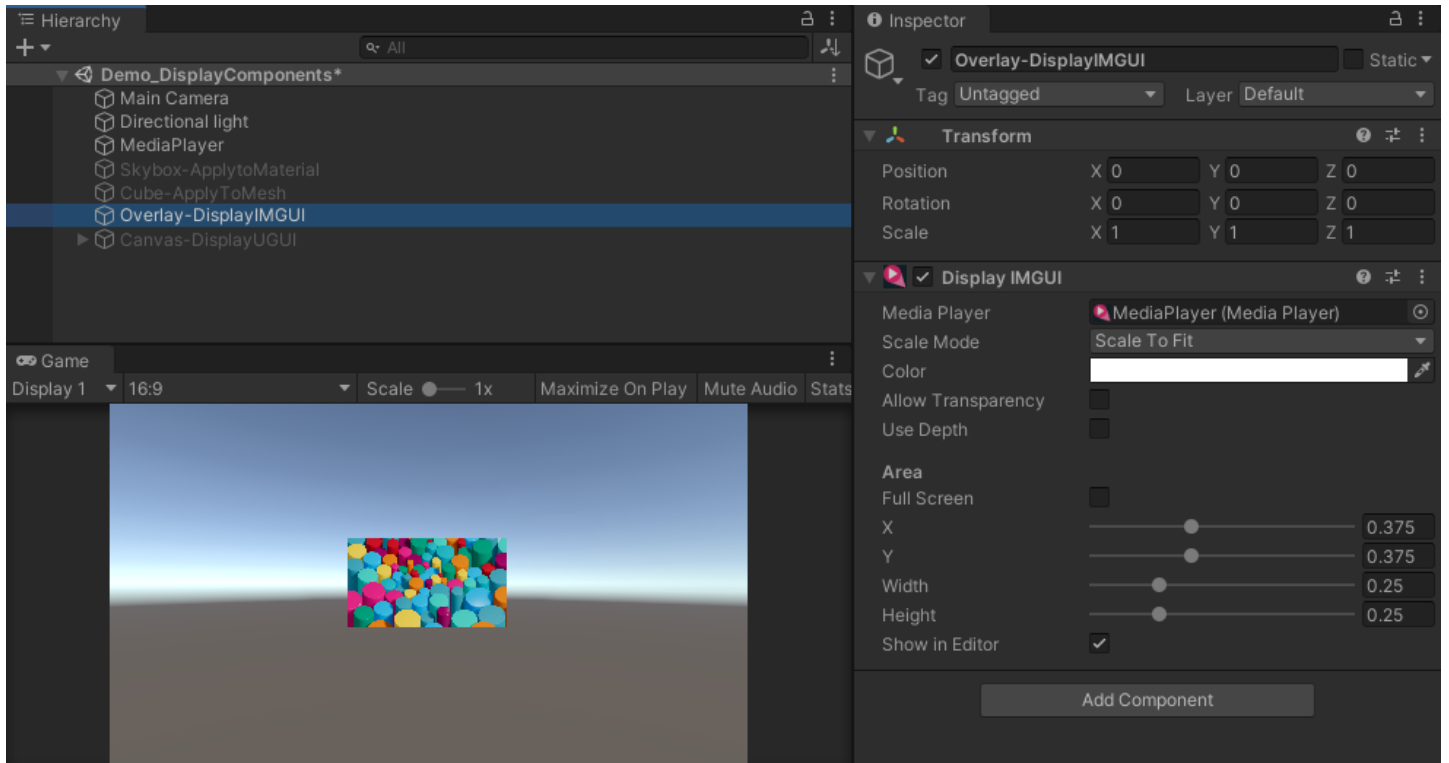 Hierarchy
All
Demo_DisplayComponents*
Main Camera
Directional light
MediaPlayer
Skybox-ApplytoMaterial
Cube-ApplyToMesh
Overlay-DisplayIMGUI
Canvas-DisplayUGUI
Game
Display 1 16:9 Scale 1x Maximize On Play Mute Audio Stats
Inspector
Overlay-DisplayIMGUI Static
Tag Untagged Layer Default
Transform
Position X 0 Y 0 Z 0
Rotation X 0 Y 0 Z 0
Scale X 1 Y 1 Z 1
Display IMGUI
Media Player MediaPlayer (Media Player)
Scale Mode Scale To Fit
Color
Allow Transparency
Use Depth
Area
Full Screen
X 0.375
Y 0.375
Width 0.25
Height 0.25
Show in Editor
Add Component